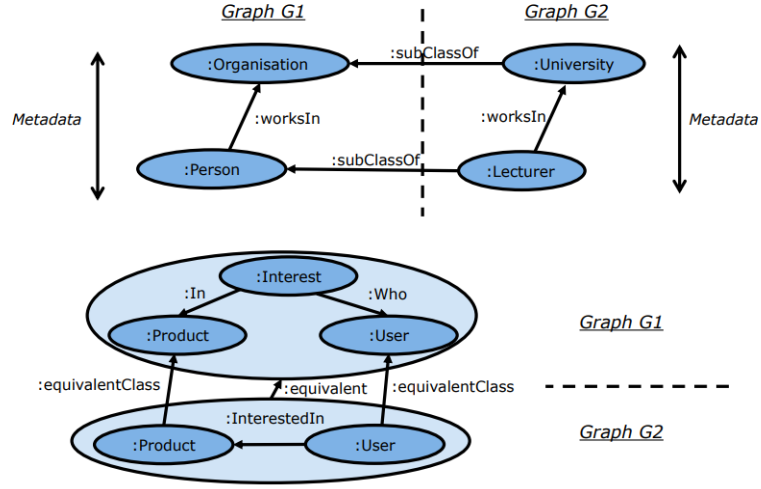 Graph G1
Graph G2
:subClassOf
:Organisation
:University
Metadata
:worksIn
:worksIn
Metadata
:subClassOf
:Person
:Lecturer
:Interest
:In
:Who
:Product
:User
Graph G1
:equivalentClass
:equivalent
:equivalentClass
:InterestedIn
:Product
:User
Graph G2